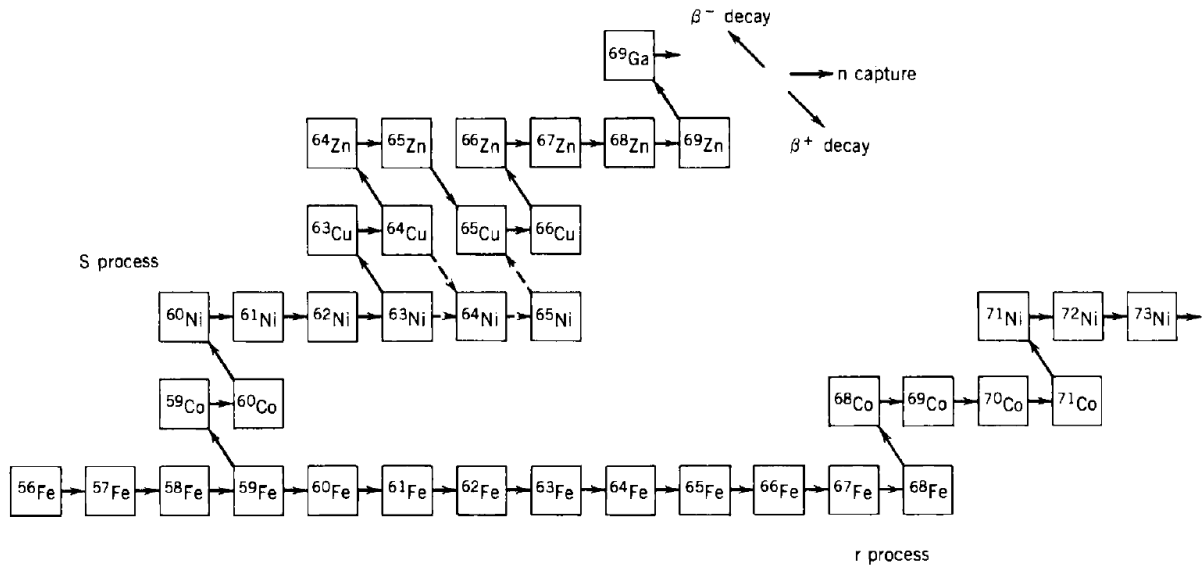 β⁻ decay
⁶⁹Ga
n capture
β⁺ decay
⁶⁴Zn ⁶⁵Zn ⁶⁶Zn ⁶⁷Zn ⁶⁸Zn ⁶⁹Zn
⁶³Cu ⁶⁴Cu ⁶⁵Cu ⁶⁶Cu
S process
⁶⁰Ni ⁶¹Ni ⁶²Ni ⁶³Ni ⁶⁴Ni ⁶⁵Ni ⁷¹Ni ⁷²Ni ⁷³Ni
⁵⁹Co ⁶⁰Co ⁶⁸Co ⁶⁹Co ⁷⁰Co ⁷¹Co
⁵⁶Fe ⁵⁷Fe ⁵⁸Fe ⁵⁹Fe ⁶⁰Fe ⁶¹Fe ⁶²Fe ⁶³Fe ⁶⁴Fe ⁶⁵Fe ⁶⁶Fe ⁶⁷Fe ⁶⁸Fe
r process